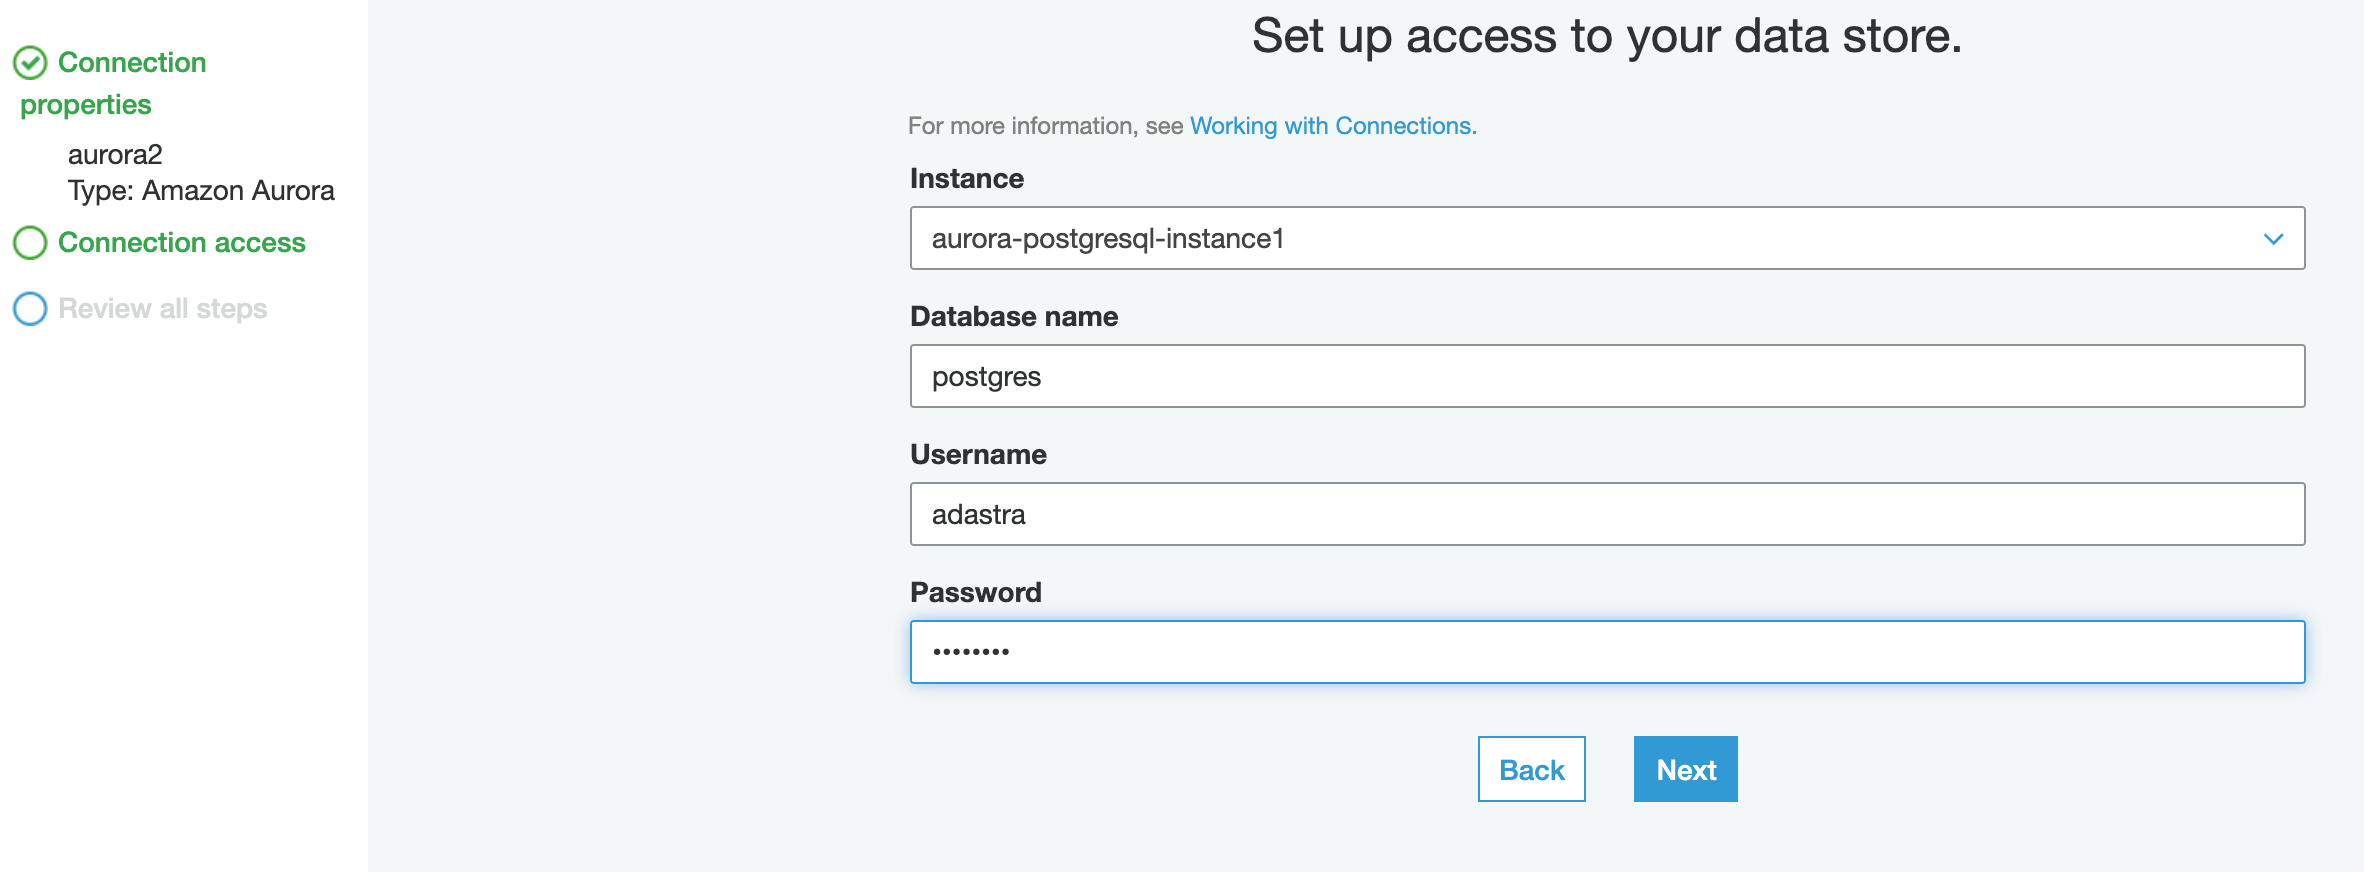 Connection
properties
aurora2
Type: Amazon Aurora
Connection access
Review all steps
Set up access to your data store.
For more information, see Working with Connections.
Instance
aurora-postgresql-instance1
Database name
postgres
Username
adastra
Password
••••••••
Back
Next